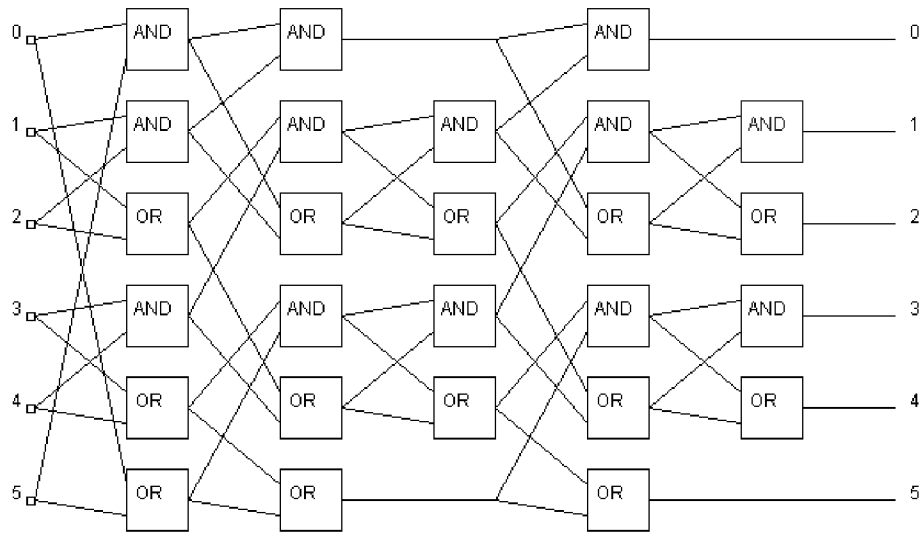 0 AND AND AND 0
1 AND AND AND AND AND 1
2 OR OR OR OR OR 2
3 AND AND AND AND AND 3
4 OR OR OR OR OR 4
5 OR OR OR 5